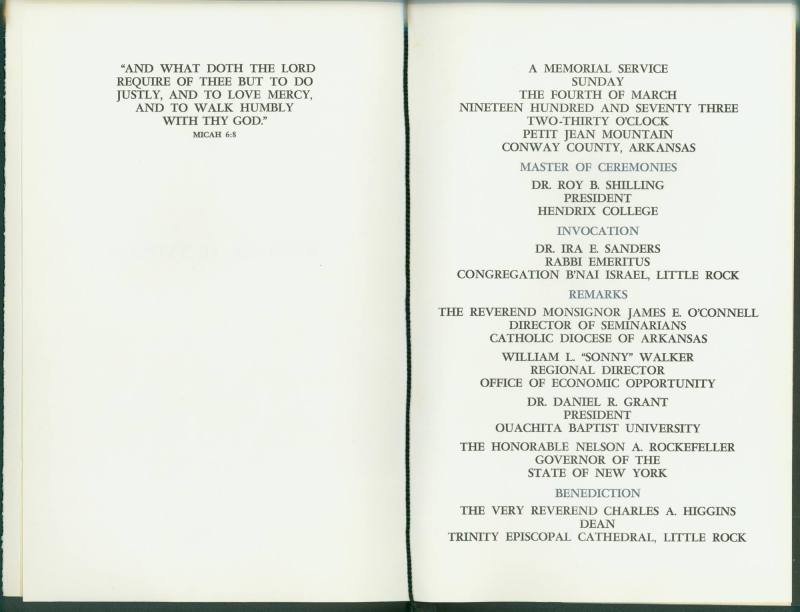 "AND WHAT DOTH THE LORD
REQUIRE OF THEE BUT TO DO
JUSTLY, AND TO LOVE MERCY,
AND TO WALK HUMBLY
WITH THY GOD."
MICAH 6:8
A MEMORIAL SERVICE
SUNDAY
THE FOURTH OF MARCH
NINETEEN HUNDRED AND SEVENTY THREE
TWO-THIRTY O'CLOCK
PETIT JEAN MOUNTAIN
CONWAY COUNTY, ARKANSAS
MASTER OF CEREMONIES
DR. ROY B. SHILLING
PRESIDENT
HENDRIX COLLEGE
INVOCATION
DR. IRA E. SANDERS
RABBI EMERITUS
CONGREGATION B'NAI ISRAEL, LITTLE ROCK
REMARKS
THE REVEREND MONSIGNOR JAMES E. O'CONNELL
DIRECTOR OF SEMINARIANS
CATHOLIC DIOCESE OF ARKANSAS
WILLIAM L. "SONNY" WALKER
REGIONAL DIRECTOR
OFFICE OF ECONOMIC OPPORTUNITY
DR. DANIEL R. GRANT
PRESIDENT
OUACHITA BAPTIST UNIVERSITY
THE HONORABLE NELSON A. ROCKEFELLER
GOVERNOR OF THE
STATE OF NEW YORK
BENEDICTION
THE VERY REVEREND CHARLES A. HIGGINS
DEAN
TRINITY EPISCOPAL CATHEDRAL, LITTLE ROCK